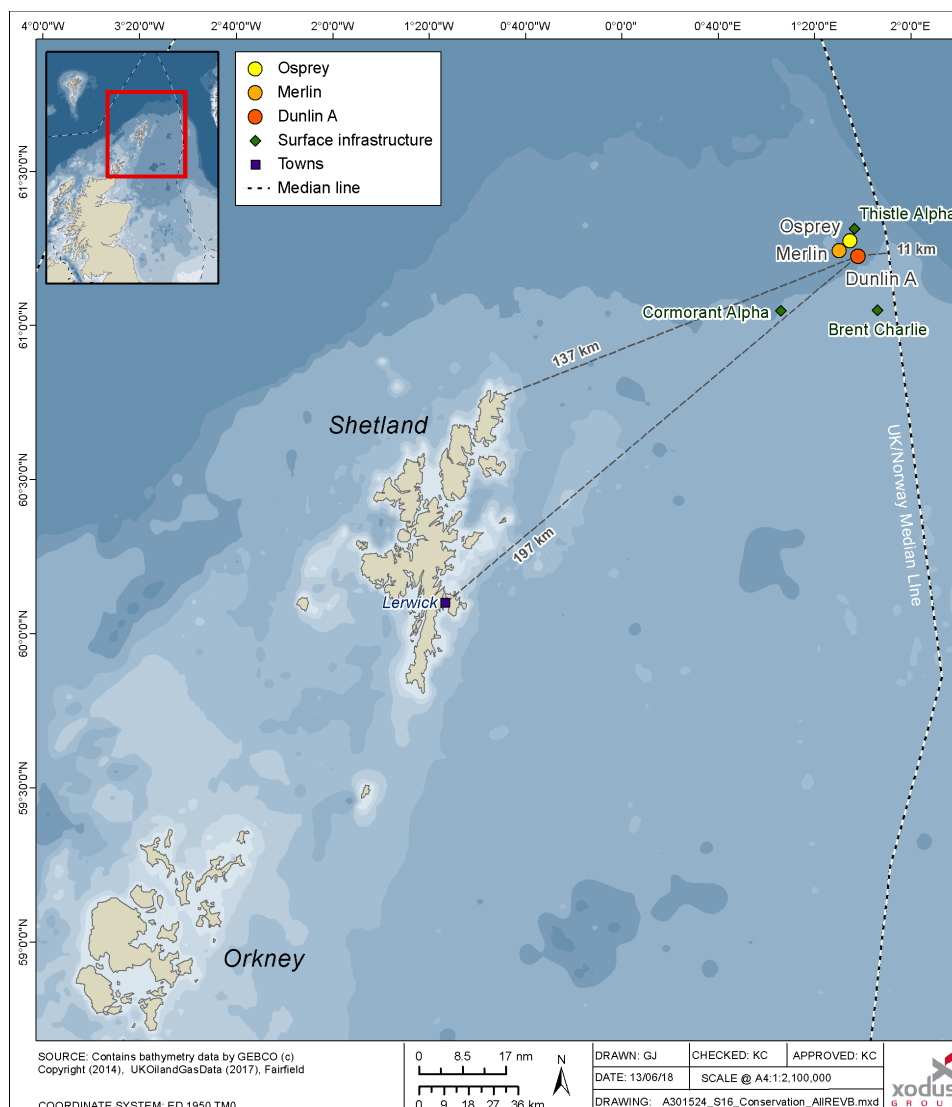 4°0'0"W 3°20'0"W 2°40'0"W 2°0'0"W 1°20'0"W 0°40'0"W 0°0'0"E 0°40'0"E 1°20'0"E 2°0'0"E
Osprey
Merlin
Dunlin A
Surface infrastructure
Towns
Median line
61°30'0"N
61°0'0"N
60°30'0"N
60°0'0"N
59°30'0"N
59°0'0"N
Thistle Alpha
Osprey
11 km
Merlin
Dunlin A
Cormorant Alpha
Brent Charlie
137 km
Shetland
UK/Norway Median LIne
197 km
Lerwick
Orkney
SOURCE: Contains bathymetry data by GEBCO (c)
Copyright (2014), UKOilandGasData (2017), Fairfield
COORDINATE SYSTEM: ED 1950 TM0
0 8.5 17 nm
0 9 18 27 36 km
N
DRAWN: GJ CHECKED: KC APPROVED: KC
DATE: 13/06/18 SCALE @ A4:1:2,100,000
DRAWING: A301524_S16_Conservation_AllREVB.mxd
xodus
GROU